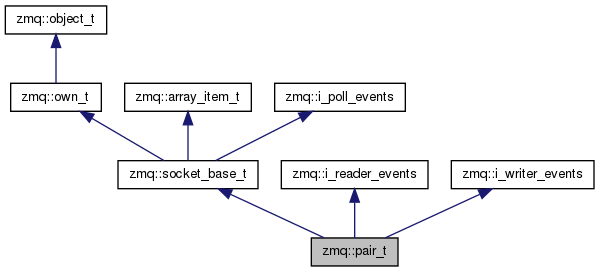 zmq::object_t
zmq::own_t
zmq::array_item_t
zmq::i_poll_events
zmq::socket_base_t
zmq::i_reader_events
zmq::i_writer_events
zmq::pair_t